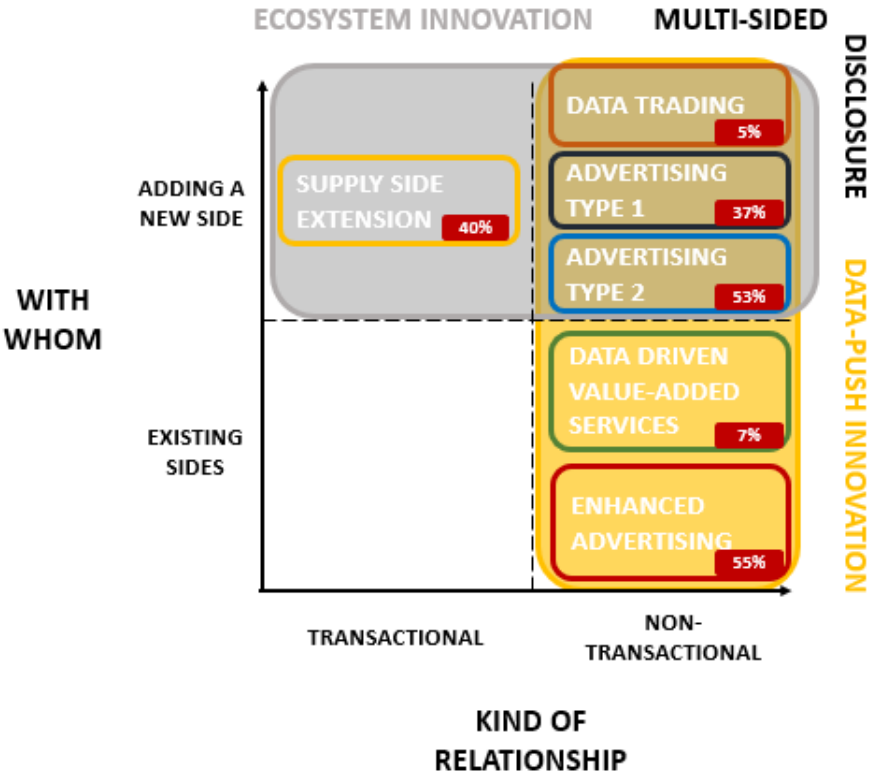 ECOSYSTEM INNOVATION
MULTI-SIDED
DISCLOSURE
DATA-PUSH INNOVATION
WITH
WHOM
ADDING A
NEW SIDE
EXISTING
SIDES
SUPPLY SIDE
EXTENSION
40%
DATA TRADING
5%
ADVERTISING
TYPE 1
37%
ADVERTISING
TYPE 2
53%
DATA DRIVEN
VALUE-ADDED
SERVICES
7%
ENHANCED
ADVERTISING
55%
TRANSACTIONAL
NON-
TRANSACTIONAL
KIND OF
RELATIONSHIP